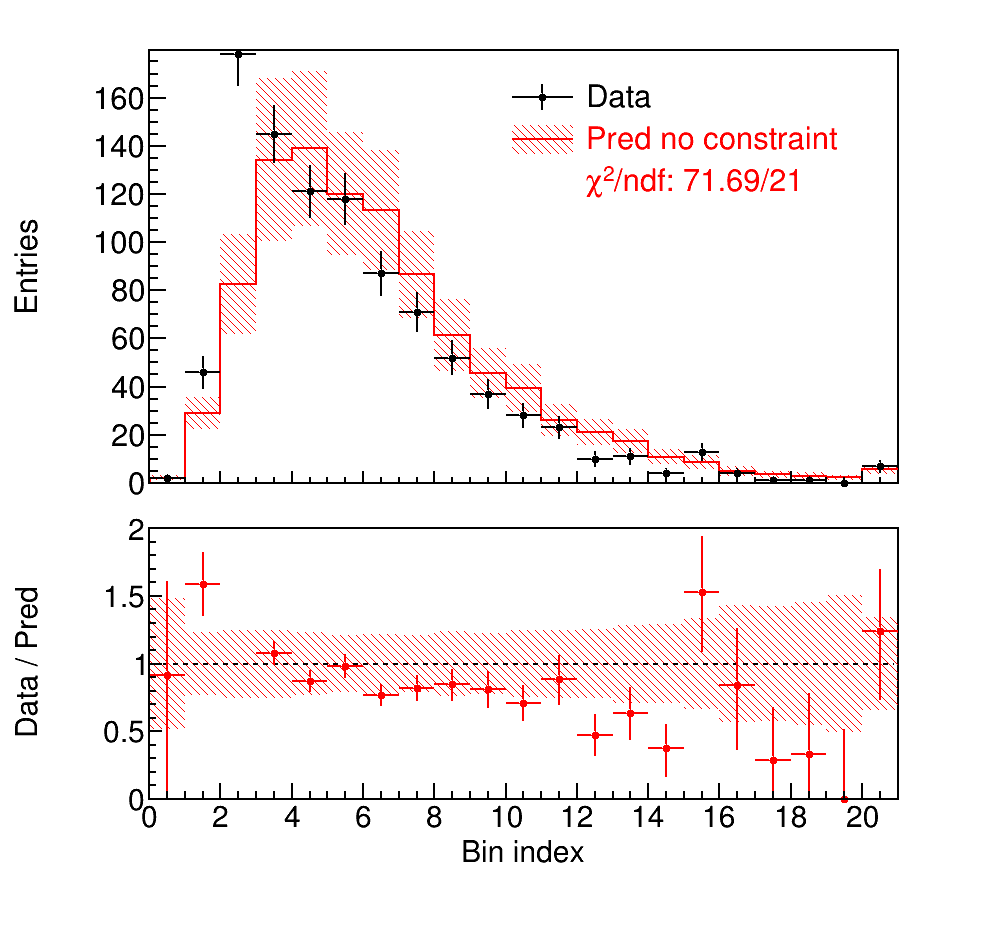 Entries
160
140
120
100
80
60
40
20
0
Data
Pred no constraint
χ²/ndf: 71.69/21
Data / Pred
2
1.5
1
0.5
0
0 2 4 6 8 10 12 14 16 18 20
Bin index